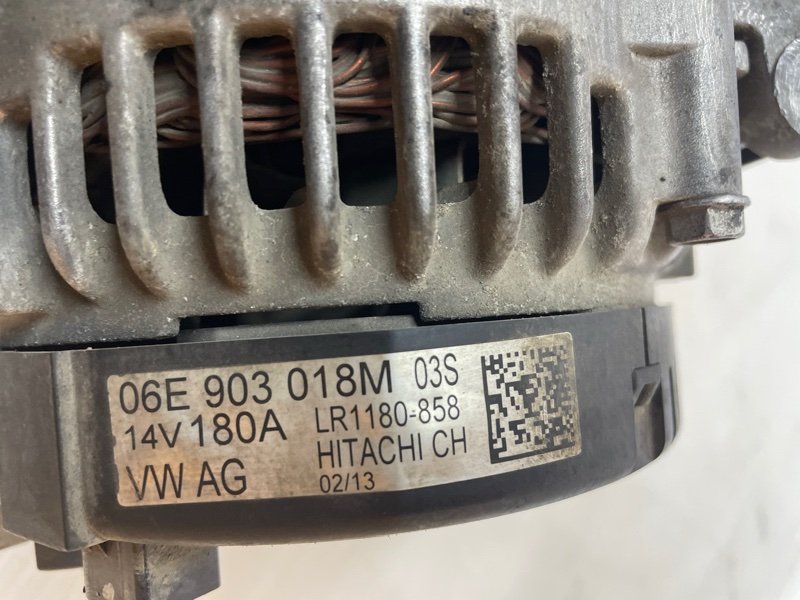 06E 903 018M 03S
14V 180A LR1180-858
VW AG HITACHI CH
02/13